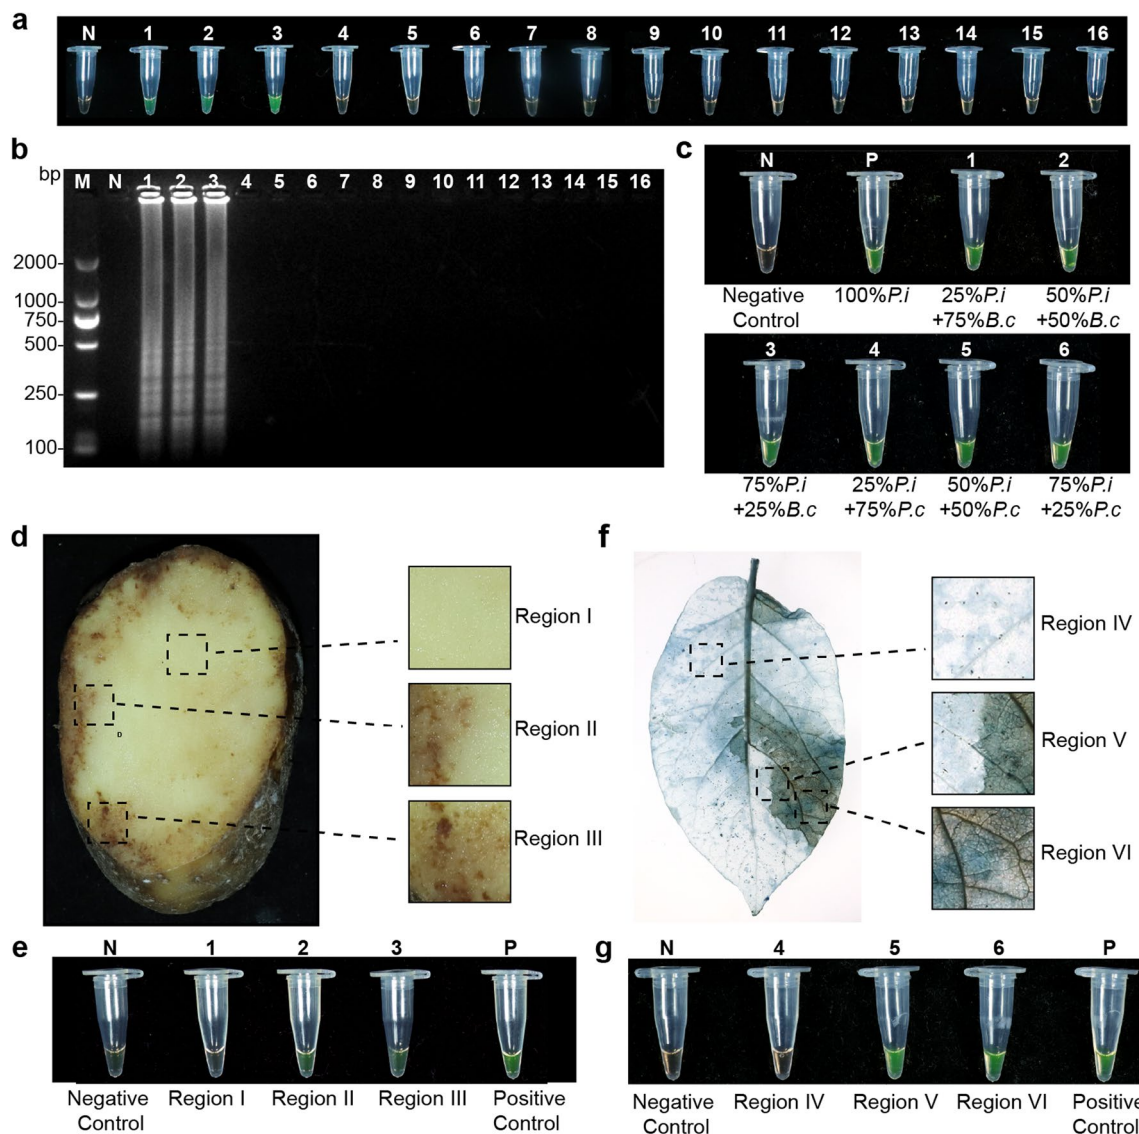 a
N 1 2 3 4 5 6 7 8 9 10 11 12 13 14 15 16
b
bp M N 1 2 3 4 5 6 7 8 9 10 11 12 13 14 15 16
2000
1000
750
500
250
100
c
N P 1 2
Negative 100%P.i 25%P.i 50%P.i
Control +75%B.c +50%B.c
3 4 5 6
75%P.i 25%P.i 50%P.i 75%P.i
+25%B.c +75%P.c +50%P.c +25%P.c
d
Region I
Region II
D
Region III
f
Region IV
Region V
Region VI
e
N 1 2 3 P
Negative Region I Region II Region III Positive
Control Control
g
N 4 5 6 P
Negative Region IV Region V Region VI Positive
Control Control